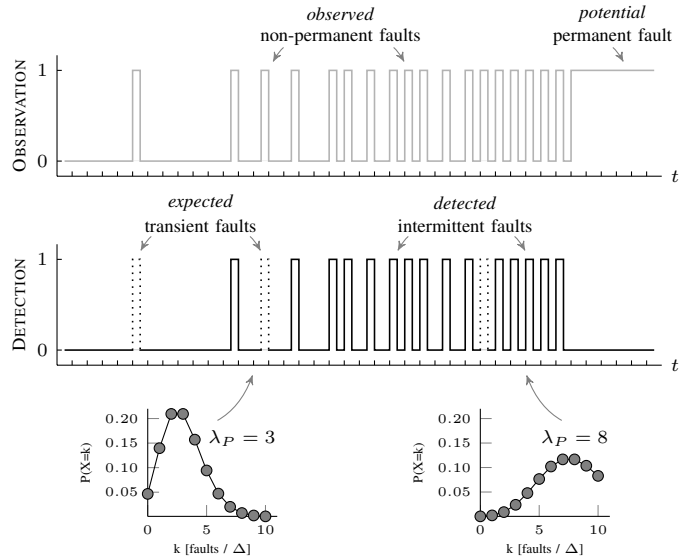 observed
non-permanent faults
potential
permanent fault
OBSERVATION
1
0
t
expected
transient faults
detected
intermittent faults
DETECTION
1
0
t
P(X=k)
0.20
0.15
0.10
0.05
λP = 3
0 5 10
k [faults / Δ]
P(X=k)
0.20
0.15
0.10
0.05
λP = 8
0 5 10
k [faults / Δ]